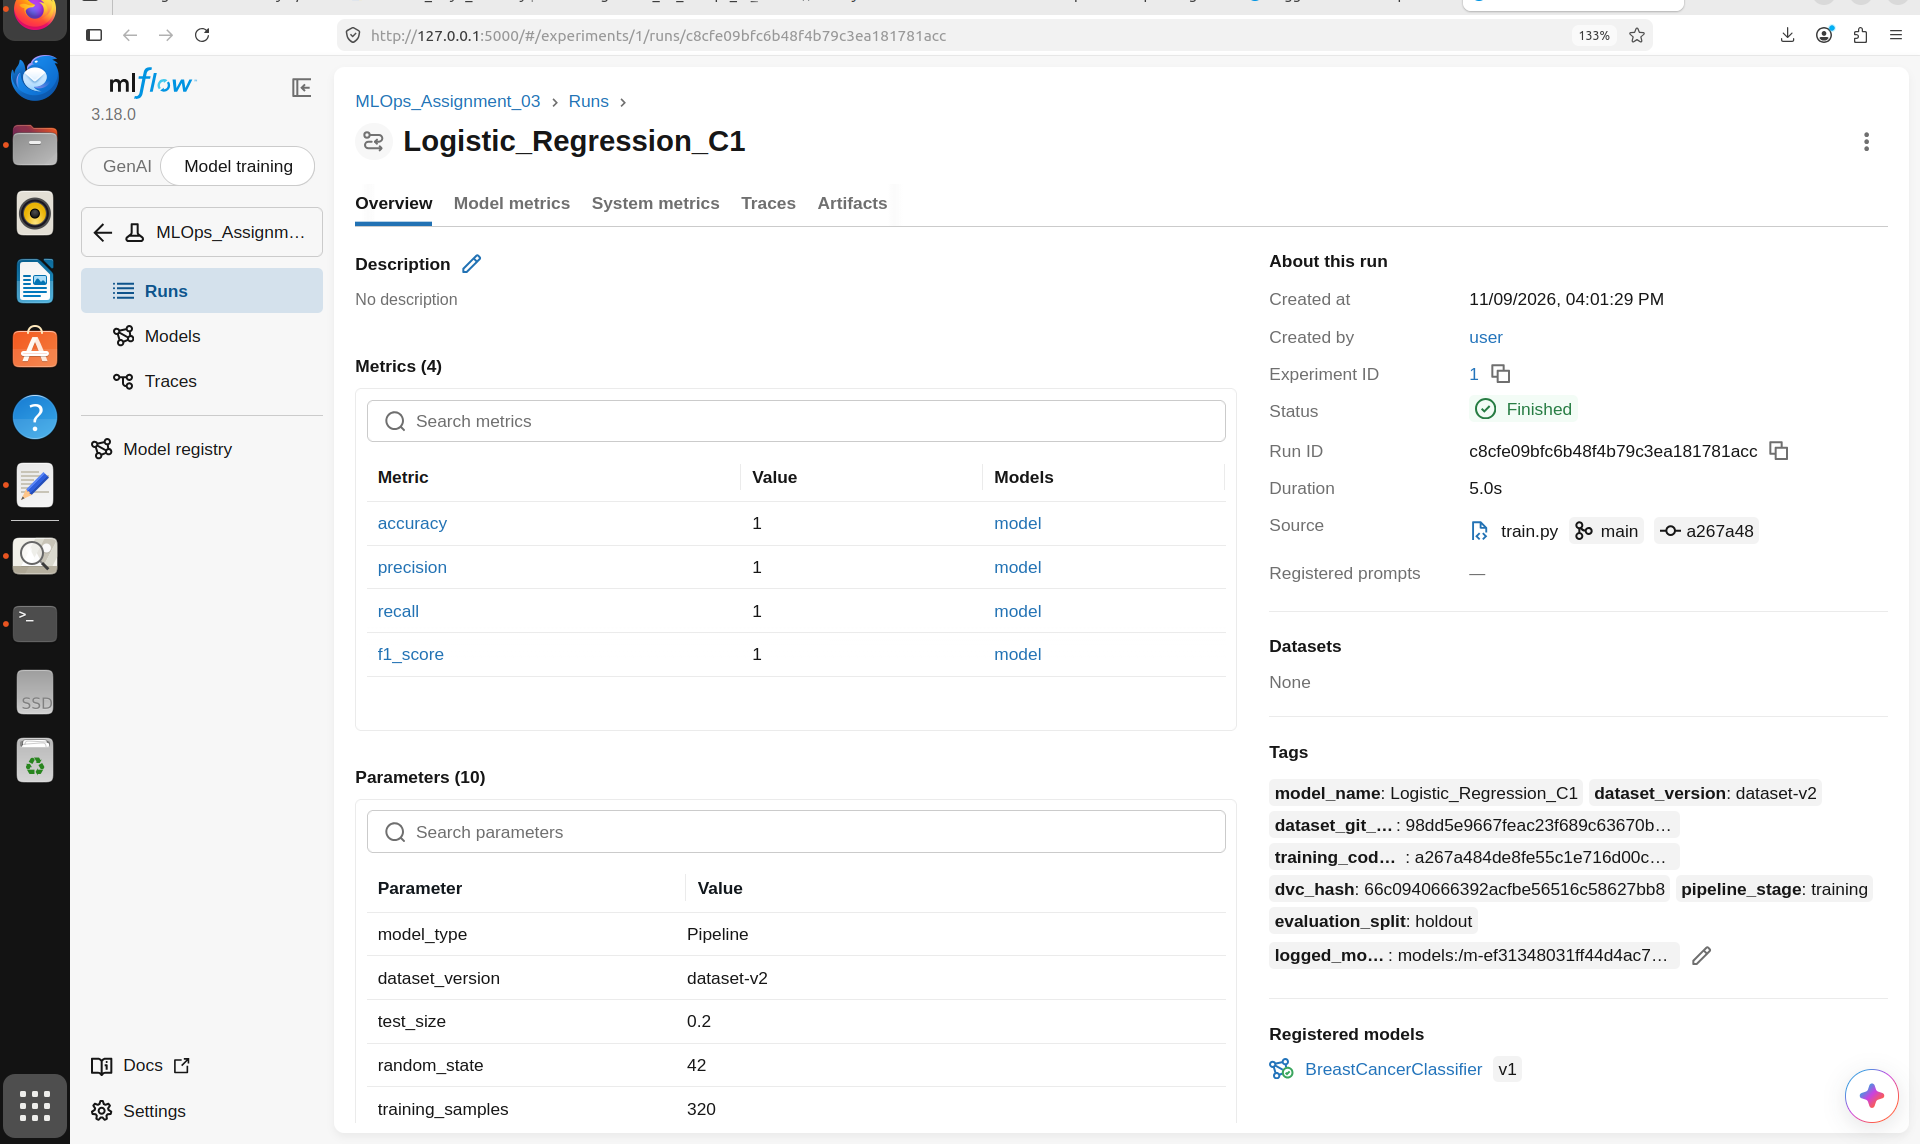 http://127.0.0.1:5000/#/experiments/1/runs/c8cfe09bfc6b48f4b79c3ea181781acc
133%
mlflow
3.18.0
GenAI
Model training
MLOps_Assignm...
Runs
Models
Traces
Model registry
Docs
Settings
MLOps_Assignment_03 › Runs ›
Logistic_Regression_C1
Overview Model metrics System metrics Traces Artifacts
Description
No description
Metrics (4)
Search metrics
Metric Value Models
accuracy 1 model
precision 1 model
recall 1 model
f1_score 1 model
Parameters (10)
Search parameters
Parameter Value
model_type Pipeline
dataset_version dataset-v2
test_size 0.2
random_state 42
training_samples 320
About this run
Created at 11/09/2026, 04:01:29 PM
Created by user
Experiment ID 1
Status Finished
Run ID c8cfe09bfc6b48f4b79c3ea181781acc
Duration 5.0s
Source train.py main a267a48
Registered prompts —
Datasets
None
Tags
model_name: Logistic_Regression_C1 dataset_version: dataset-v2
dataset_git_... : 98dd5e9667feac23f689c63670b...
training_cod... : a267a484de8fe55c1e716d00c...
dvc_hash: 66c0940666392acfbe56516c58627bb8 pipeline_stage: training
evaluation_split: holdout
logged_mo... : models:/m-ef31348031ff44d4ac7...
Registered models
BreastCancerClassifier v1
SSD